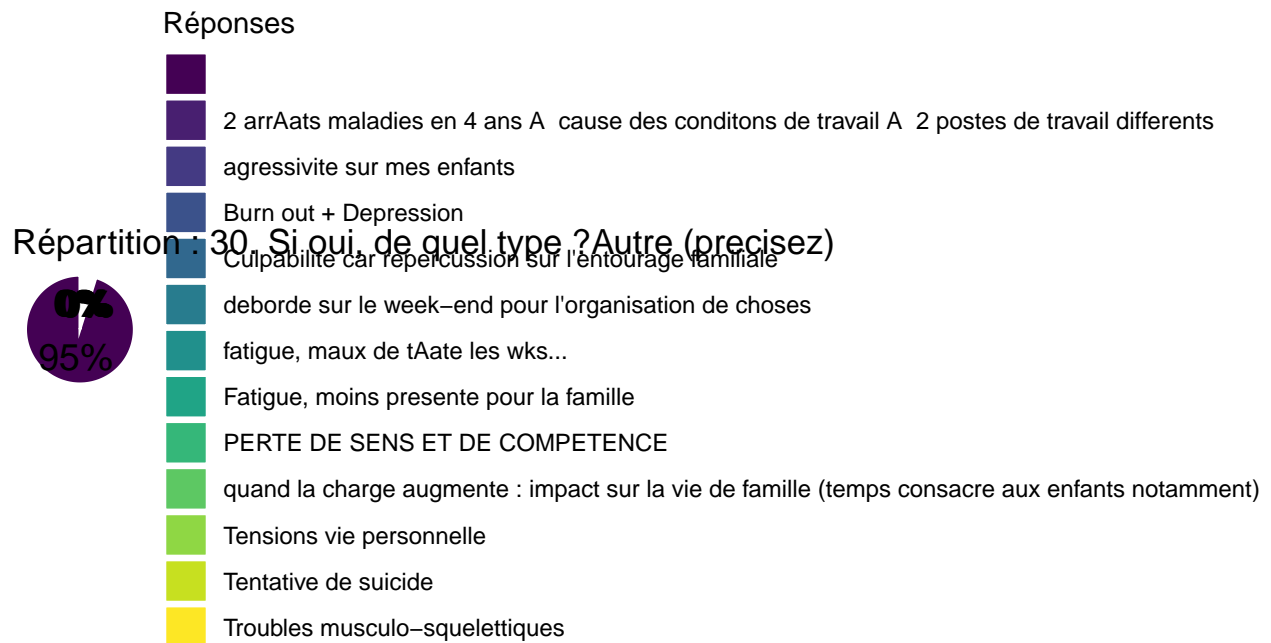 Réponses
2 arrAats maladies en 4 ans A  cause des conditons de travail A  2 postes de travail differents
agressivite sur mes enfants
Burn out + Depression
Répartition : 30. Si oui, de quel type ?Autre (precisez)
Culpabilite car repercussion sur l'entourage familiale
deborde sur le week−end pour l'organisation de choses
0%
fatigue, maux de tAate les wks...
95%
Fatigue, moins presente pour la famille
PERTE DE SENS ET DE COMPETENCE
quand la charge augmente : impact sur la vie de famille (temps consacre aux enfants notamment)
Tensions vie personnelle
Tentative de suicide
Troubles musculo−squelettiques